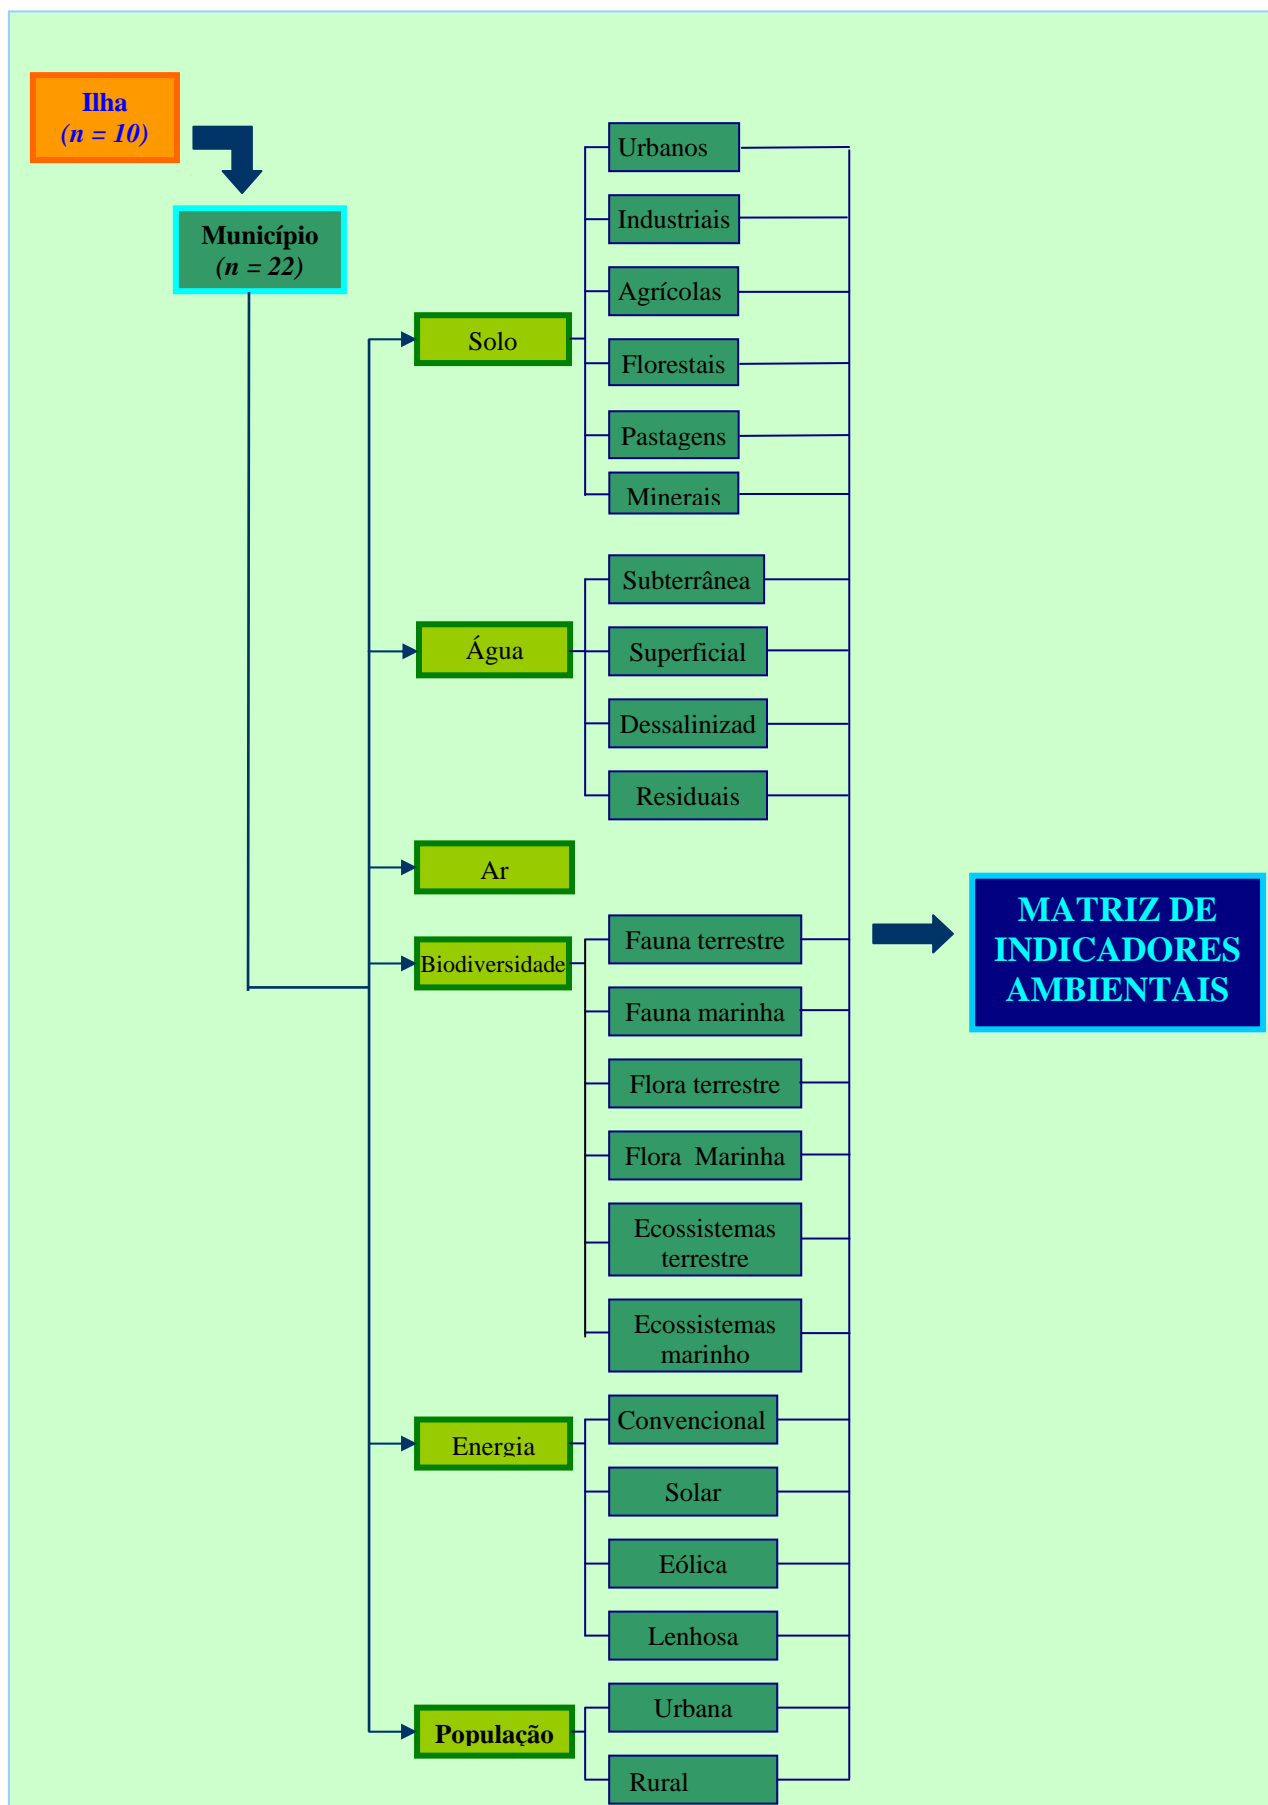 Ilha
(n = 10)
Município
(n = 22)
Solo
Urbanos
Industriais
Agrícolas
Florestais
Pastagens
Minerais
Água
Subterrânea
Superficial
Dessalinizad
Residuais
Ar
Biodiversidade
Fauna terrestre
Fauna marinha
Flora terrestre
Flora Marinha
Ecossistemas
terrestre
Ecossistemas
marinho
Energia
Convencional
Solar
Eólica
Lenhosa
População
Urbana
Rural
MATRIZ DE
INDICADORES
AMBIENTAIS